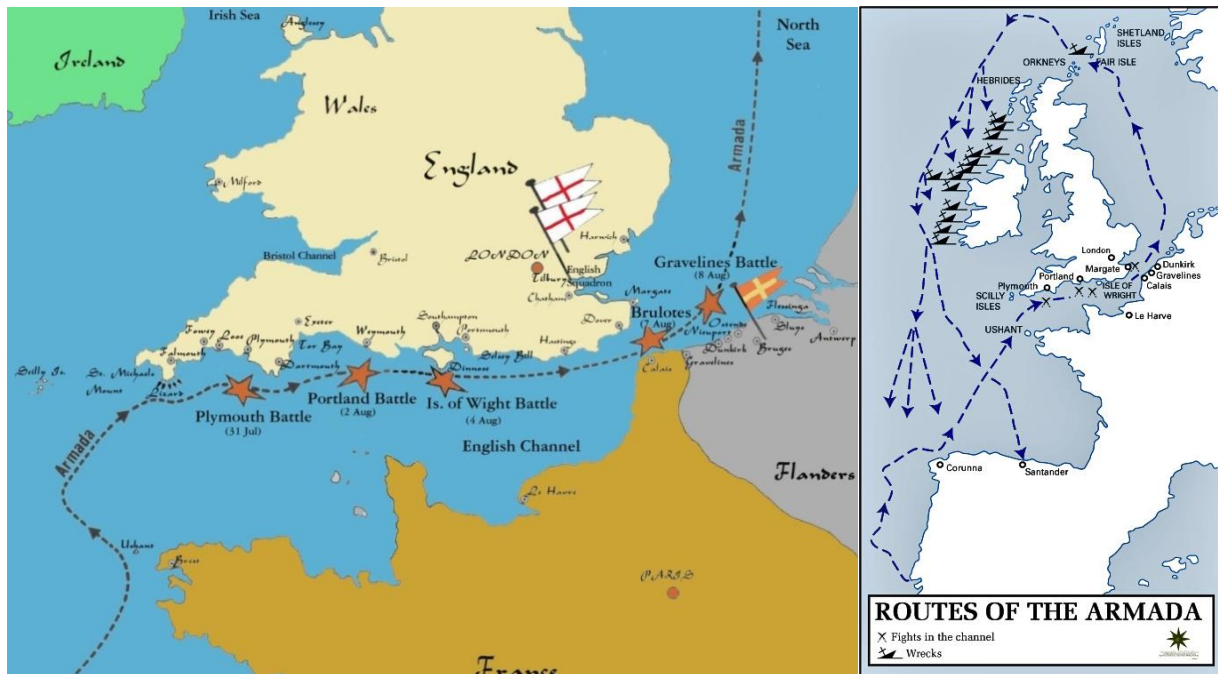 Irish Sea
Anglesey
North
Sea
Ireland
Wales
England
Armada
Milford
Harwich
Bristol Channel
Bristol
LONDON
Tilbury
English
Squadron
Gravelines Battle
(8 Aug)
Chatham
Margate
Flessinga
Southampton
Brulotes
(7 Aug)
Ostende
Sluys
Exeter
Weymouth
Portsmouth
Dover
Nieuport
Antwerp
Fowey
Looe
Plymouth
Tor Bay
Selsey Bill
Hastings
Dunkirk
Bruges
Falmouth
Dartmouth
Dinness
Calais
Gravelines
Scilly Is.
St. Michaels
Mount
Lizard
Plymouth Battle
(31 Jul)
Portland Battle
(2 Aug)
Is. of Wight Battle
(4 Aug)
Armada
English Channel
Flanders
Le Havre
Ushant
Brest
PARIS
France
SHETLAND
ISLES
ORKNEYS
FAIR ISLE
HEBRIDES
London
Margate
Dunkirk
Gravelines
Calais
Portland
Plymouth
ISLE OF
WRIGHT
SCILLY
ISLES
Le Harve
USHANT
Corunna
Santander
ROUTES OF THE ARMADA
Fights in the channel
Wrecks